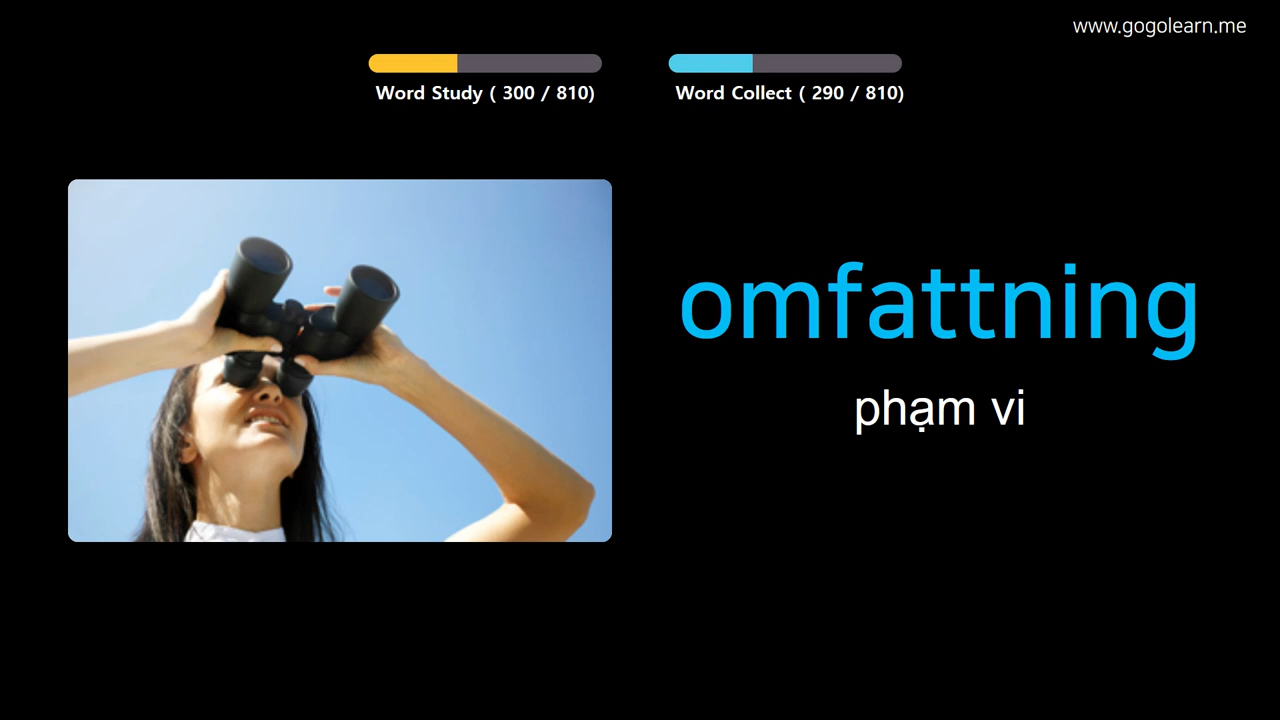 www.gogolearn.me
Word Study ( 300 / 810)
Word Collect ( 290 / 810)
omfattning
phạm vi